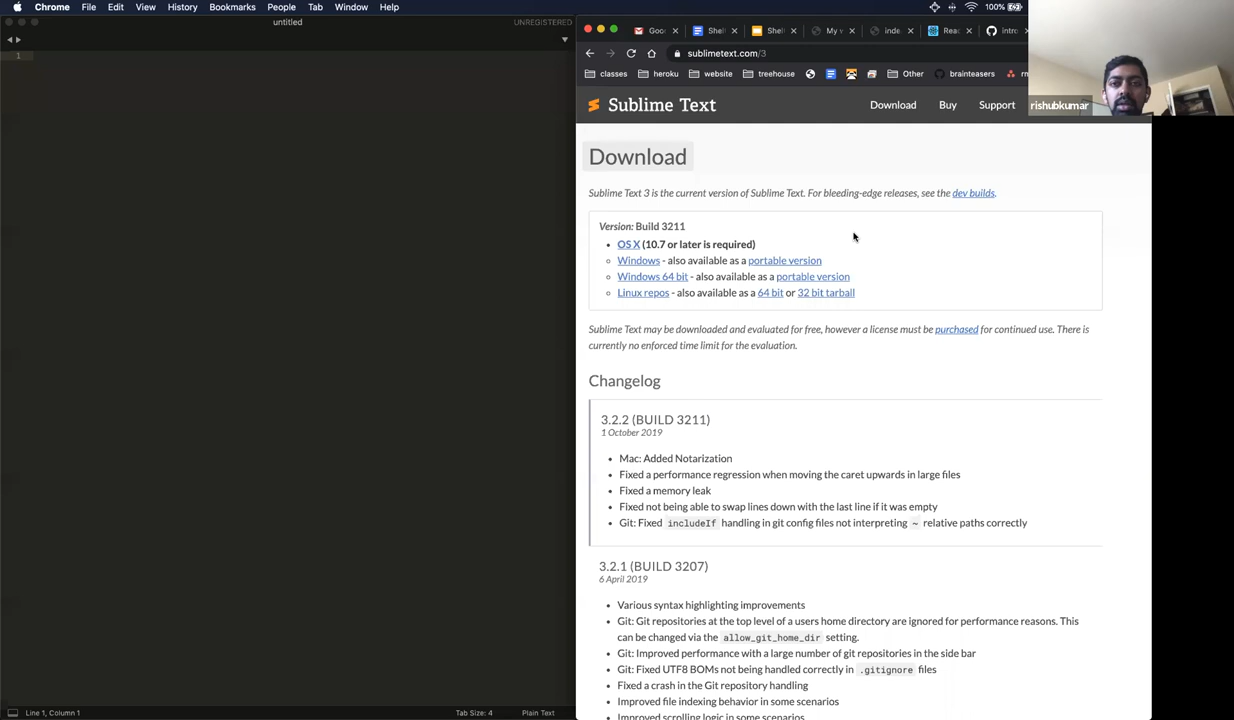 Chrome File Edit View History Bookmarks People Tab Window Help 100%
untitled UNREGISTERED
Goo Shel Shel My v inde. Reac intro
1
sublimetext.com/3
classes heroku website treehouse Other brainteasers
Sublime Text Download Buy Support rishubkumar
Download
Sublime Text 3 is the current version of Sublime Text. For bleeding-edge releases, see the dev builds.
Version: Build 3211
OS X (10.7 or later is required)
Windows - also available as a portable version
Windows 64 bit - also available as a portable version
Linux repos - also available as a 64 bit or 32 bit tarball
Sublime Text may be downloaded and evaluated for free, however a license must be purchased for continued use. There is
currently no enforced time limit for the evaluation.
Changelog
3.2.2 (BUILD 3211)
1 October 2019
Mac: Added Notarization
Fixed a performance regression when moving the caret upwards in large files
Fixed a memory leak
Fixed not being able to swap lines down with the last line if it was empty
Git: Fixed includeIf handling in git config files not interpreting ~ relative paths correctly
3.2.1 (BUILD 3207)
6 April 2019
Various syntax highlighting improvements
Git: Git repositories at the top level of a users home directory are ignored for performance reasons. This
can be changed via the allow_git_home_dir setting.
Git: Improved performance with a large number of git repositories in the side bar
Git: Fixed UTF8 BOMs not being handled correctly in .gitignore files
Fixed a crash in the Git repository handling
Improved file indexing behavior in some scenarios
Improved scrolling logic in some scenarios
Line 1, Column 1 Tab Size: 4 Plain Text